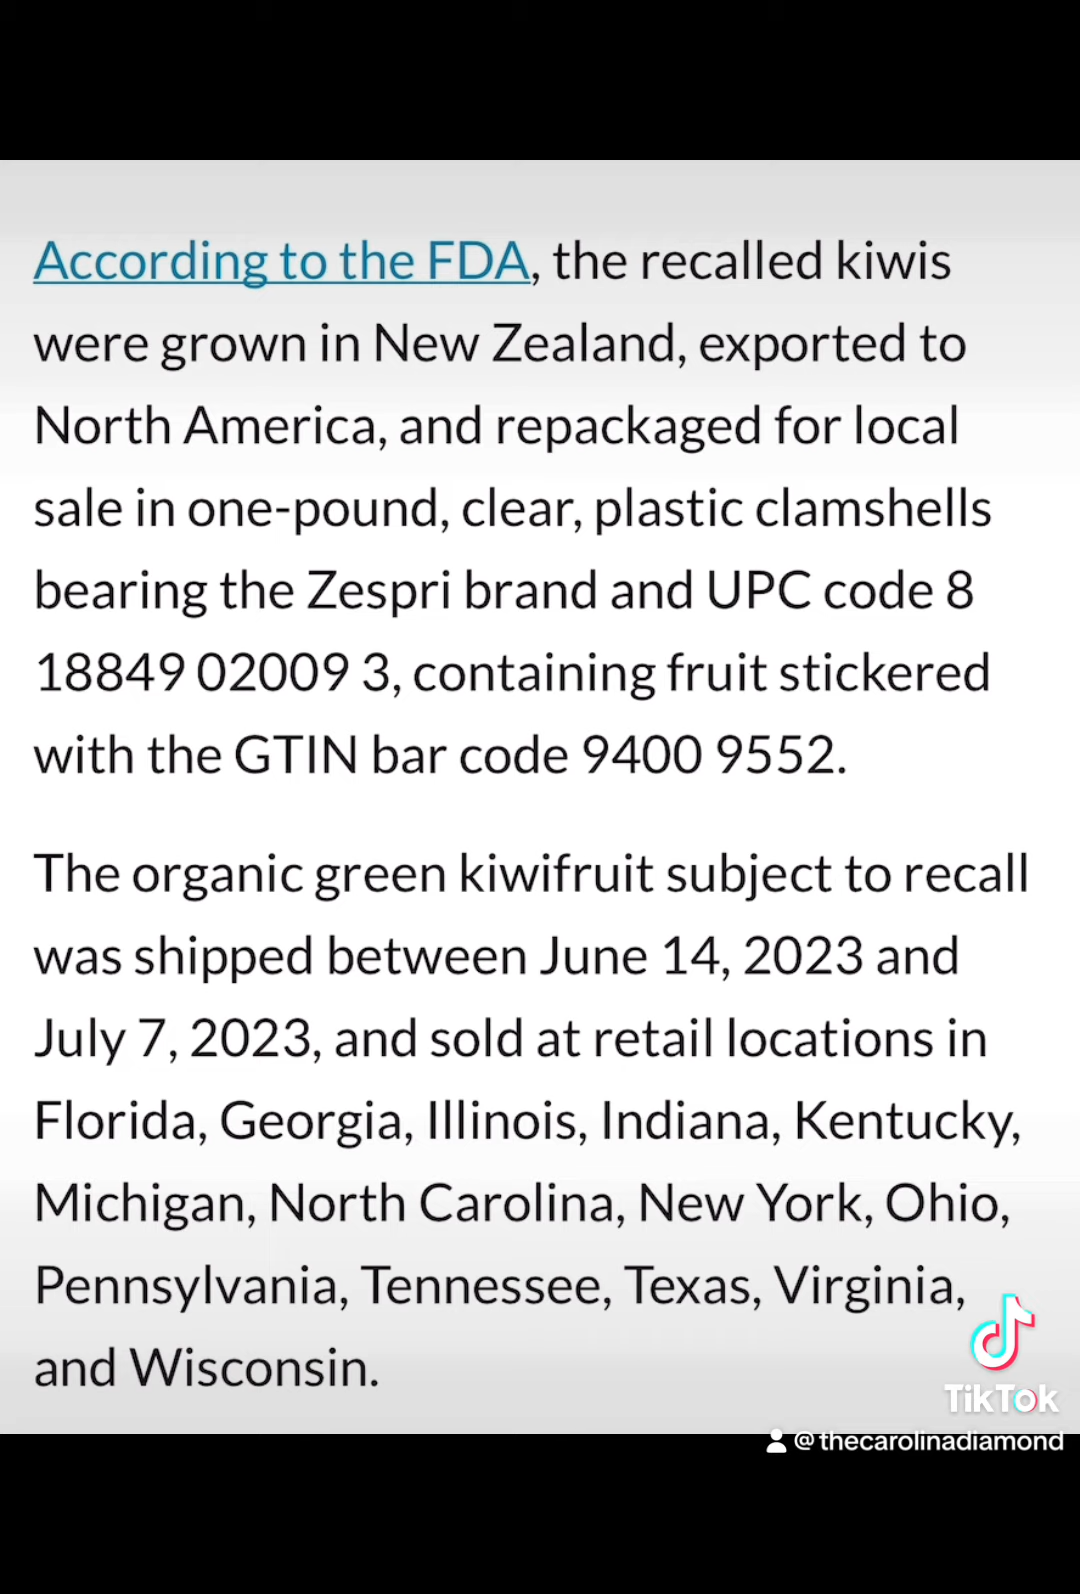 According to the FDA, the recalled kiwis
were grown in New Zealand, exported to
North America, and repackaged for local
sale in one-pound, clear, plastic clamshells
bearing the Zespri brand and UPC code 8
18849 02009 3, containing fruit stickered
with the GTIN bar code 9400 9552.
The organic green kiwifruit subject to recall
was shipped between June 14, 2023 and
July 7, 2023, and sold at retail locations in
Florida, Georgia, Illinois, Indiana, Kentucky,
Michigan, North Carolina, New York, Ohio,
Pennsylvania, Tennessee, Texas, Virginia,
and Wisconsin.
TikTok
@thecarolinadiamond